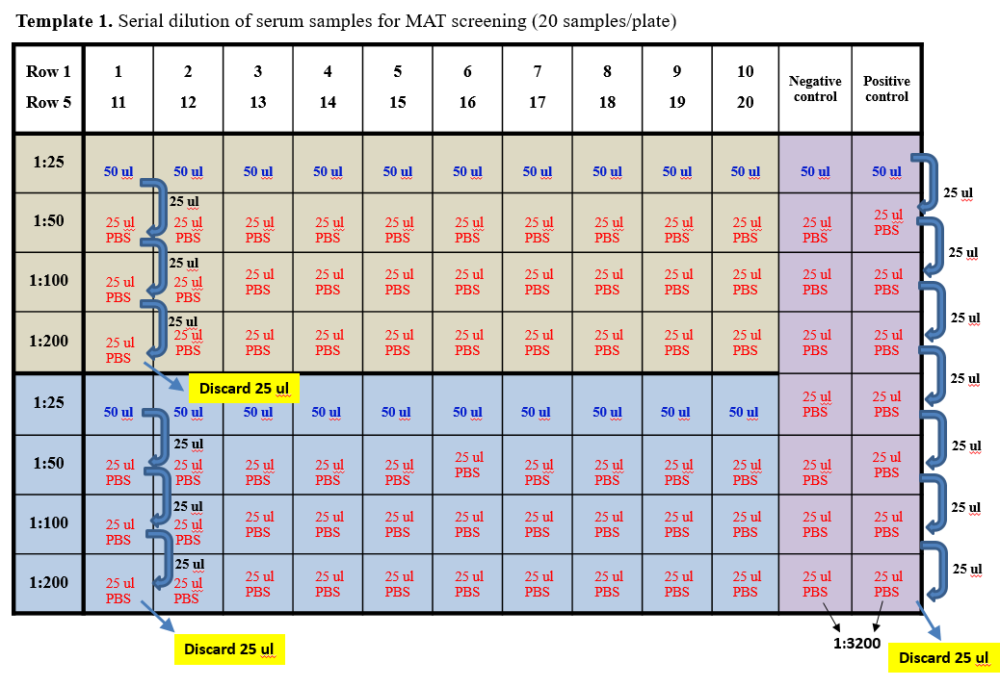 Template 1. Serial dilution of serum samples for MAT screening (20 samples/plate)
Row 1 1 2 3 4 5 6 7 8 9 10 Negative control Positive control
Row 5 11 12 13 14 15 16 17 18 19 20
1:25 50 ul 50 ul 50 ul 50 ul 50 ul 50 ul 50 ul 50 ul 50 ul 50 ul 50 ul 50 ul
25 ul
25 ul
1:50 25 ul PBS 25 ul PBS 25 ul PBS 25 ul PBS 25 ul PBS 25 ul PBS 25 ul PBS 25 ul PBS 25 ul PBS 25 ul PBS 25 ul PBS 25 ul PBS
25 ul
25 ul
1:100 25 ul PBS 25 ul PBS 25 ul PBS 25 ul PBS 25 ul PBS 25 ul PBS 25 ul PBS 25 ul PBS 25 ul PBS 25 ul PBS 25 ul PBS 25 ul PBS
25 ul
25 ul
1:200 25 ul PBS 25 ul PBS 25 ul PBS 25 ul PBS 25 ul PBS 25 ul PBS 25 ul PBS 25 ul PBS 25 ul PBS 25 ul PBS 25 ul PBS 25 ul PBS
25 ul
Discard 25 ul
1:25 50 ul 50 ul 50 ul 50 ul 50 ul 50 ul 50 ul 50 ul 50 ul 50 ul 25 ul PBS 25 ul PBS
25 ul
25 ul
1:50 25 ul PBS 25 ul PBS 25 ul PBS 25 ul PBS 25 ul PBS 25 ul PBS 25 ul PBS 25 ul PBS 25 ul PBS 25 ul PBS 25 ul PBS 25 ul PBS
25 ul
25 ul
1:100 25 ul PBS 25 ul PBS 25 ul PBS 25 ul PBS 25 ul PBS 25 ul PBS 25 ul PBS 25 ul PBS 25 ul PBS 25 ul PBS 25 ul PBS 25 ul PBS
25 ul
25 ul
1:200 25 ul PBS 25 ul PBS 25 ul PBS 25 ul PBS 25 ul PBS 25 ul PBS 25 ul PBS 25 ul PBS 25 ul PBS 25 ul PBS 25 ul PBS 25 ul PBS
1:3200
Discard 25 ul
Discard 25 ul